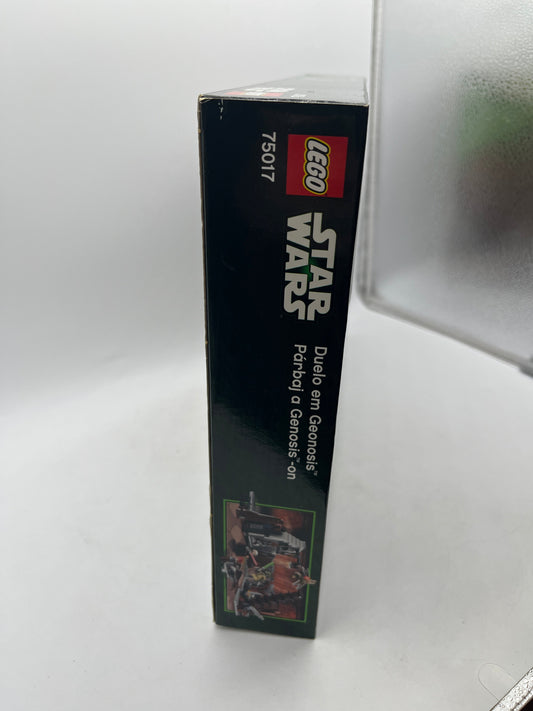 LEGO
75017
STAR
WARS
Duelo em Geonosis™
Párbaj a Genosis™-on